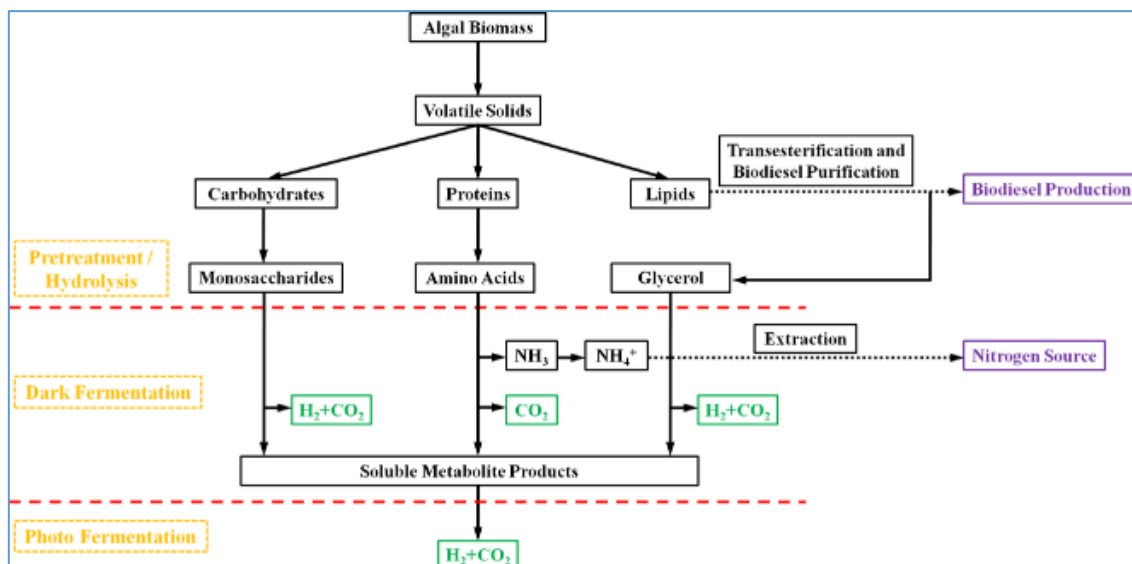 Algal Biomass
Volatile Solids
Transesterification and
Biodiesel Purification
Carbohydrates
Proteins
Lipids
Biodiesel Production
Pretreatment /
Hydrolysis
Monosaccharides
Amino Acids
Glycerol
Extraction
NH₃
NH₄⁺
Nitrogen Source
Dark Fermentation
H₂+CO₂
CO₂
H₂+CO₂
Soluble Metabolite Products
Photo Fermentation
H₂+CO₂